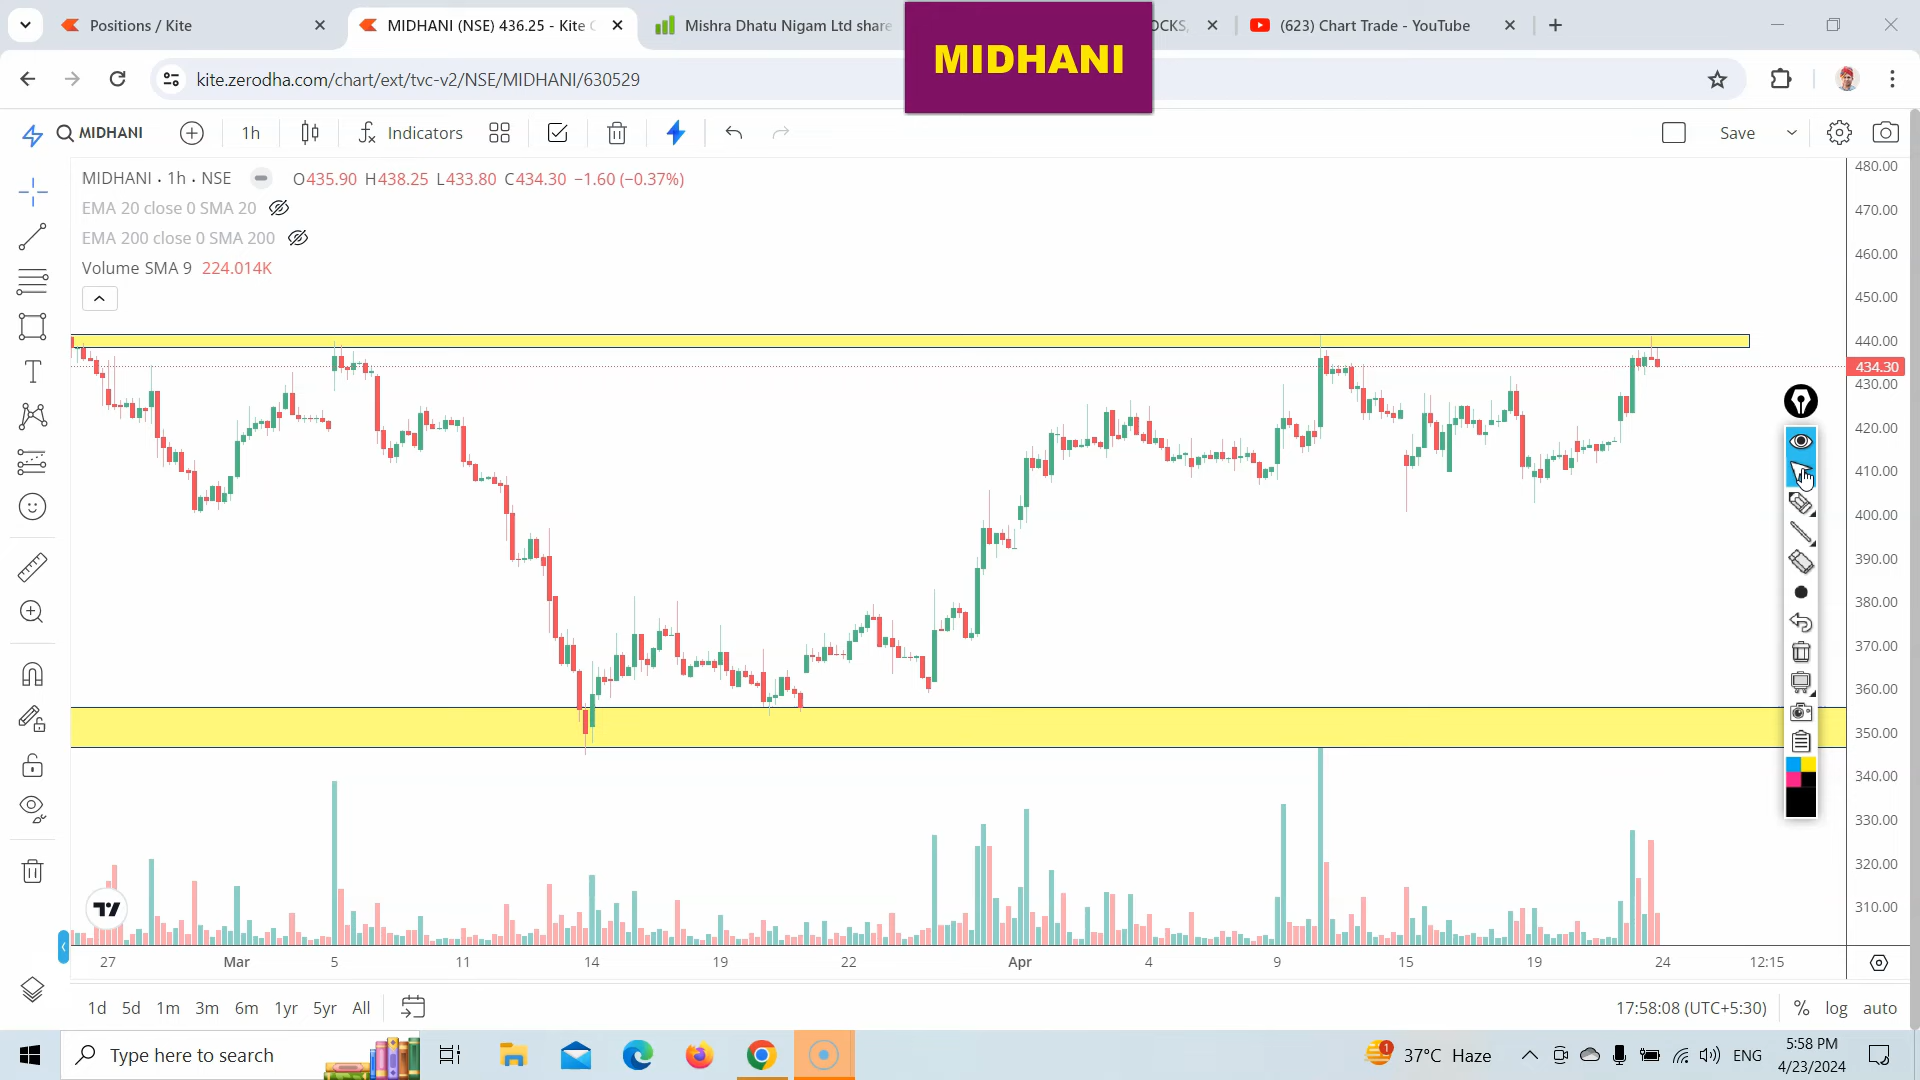 Positions / Kite
MIDHANI (NSE) 436.25 - Kite
Mishra Dhatu Nigam Ltd share
OCKS,
(623) Chart Trade - YouTube
MIDHANI
kite.zerodha.com/chart/ext/tvc-v2/NSE/MIDHANI/630529
MIDHANI
1h
Indicators
Save
MIDHANI · 1h · NSE O435.90 H438.25 L433.80 C434.30 −1.60 (−0.37%)
EMA 20 close 0 SMA 20
EMA 200 close 0 SMA 200
Volume SMA 9 224.014K
480.00
470.00
460.00
450.00
440.00
434.30
430.00
420.00
410.00
400.00
390.00
380.00
370.00
360.00
350.00
340.00
330.00
320.00
310.00
27 Mar 5 11 14 19 22 Apr 4 9 15 19 24 12:15
1d 5d 1m 3m 6m 1yr 5yr All
17:58:08 (UTC+5:30) % log auto
Type here to search
1
37°C Haze
ENG
5:58 PM
4/23/2024